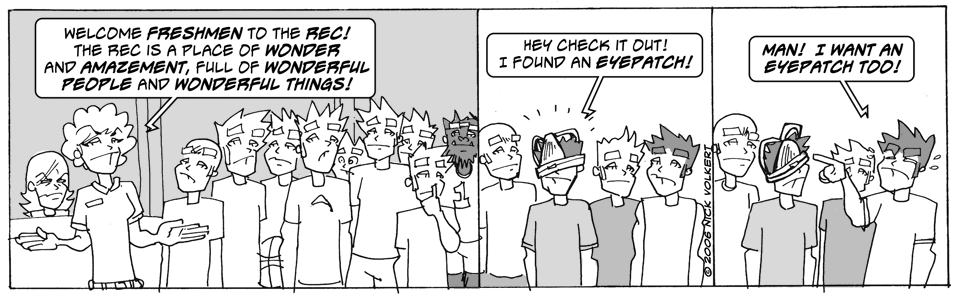 WELCOME FRESHMEN TO THE REC!
THE REC IS A PLACE OF WONDER
AND AMAZEMENT, FULL OF WONDERFUL
PEOPLE AND WONDERFUL THINGS!
1
HEY CHECK IT OUT!
I FOUND AN EYEPATCH!
©2006 NICK VOLKERT
MAN! I WANT AN
EYEPATCH TOO!